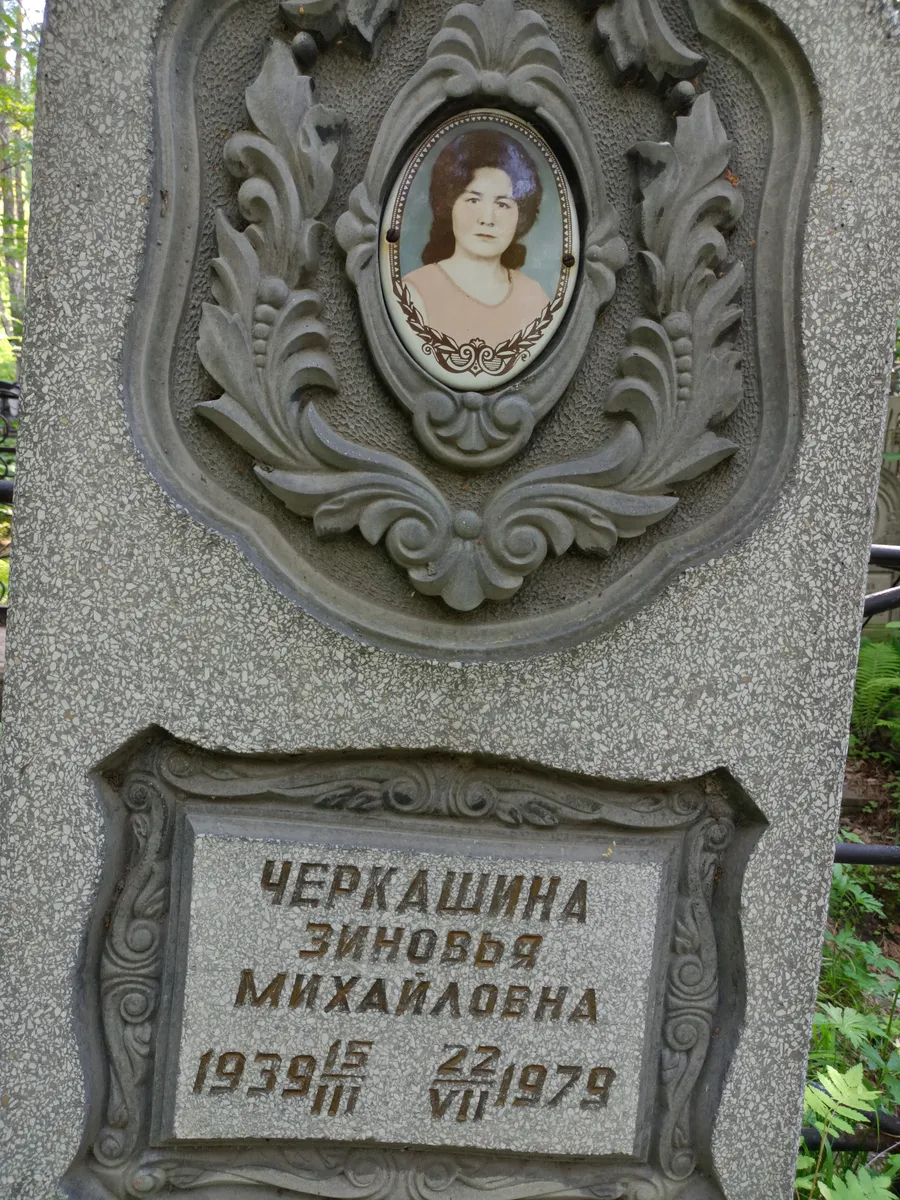 ЧЕРКАШИНА
ЗИНОВЬЯ
МИХАЙЛОВНА
1939 15/III 22/VII 1979